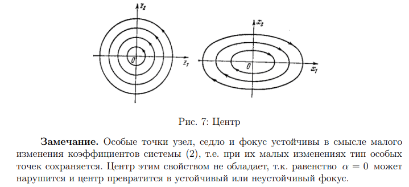 z₂
x₂
0
z₁
0
x₁
Рис. 7: Центр
Замечание. Особые точки узел, седло и фокус устойчивы в смысле малого
изменения коэффициентов системы (2), т.е. при их малых изменениях тип особых
точек сохраняется. Центр этим свойством не обладает, т.к. равенство α = 0 может
нарушится и центр превратится в устойчивый или неустойчивый фокус.